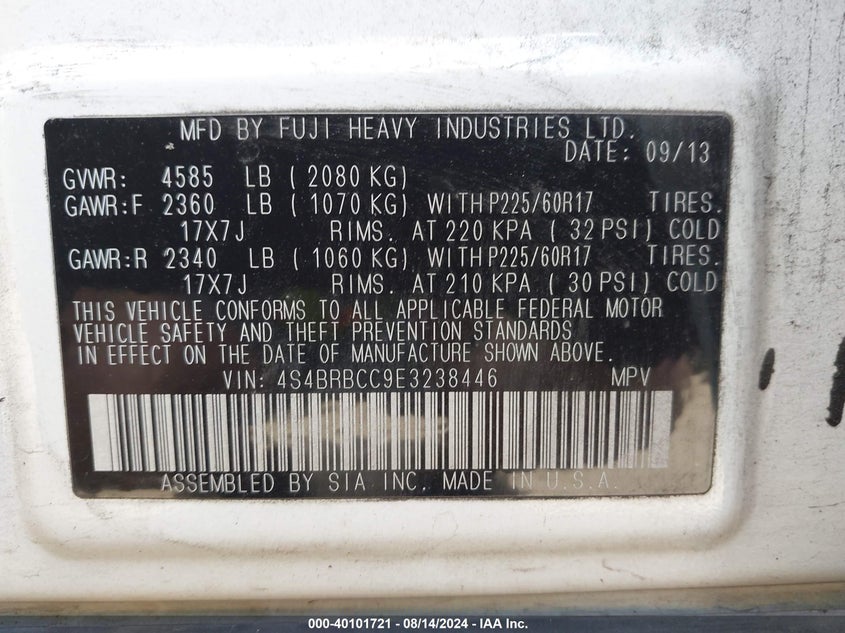 MFD BY FUJI HEAVY INDUSTRIES LTD.
DATE: 09/13
GVWR: 4585 LB ( 2080 KG)
GAWR:F 2360 LB ( 1070 KG) WITH P225/60R17 TIRES.
17X7J RIMS. AT 220 KPA ( 32 PSI) COLD
GAWR:R 2340 LB ( 1060 KG) WITH P225/60R17 TIRES.
17X7J RIMS. AT 210 KPA ( 30 PSI) COLD
THIS VEHICLE CONFORMS TO ALL APPLICABLE FEDERAL MOTOR
VEHICLE SAFETY AND THEFT PREVENTION STANDARDS
IN EFFECT ON THE DATE OF MANUFACTURE SHOWN ABOVE.
VIN: 4S4BRBCC9E3238446 MPV
ASSEMBLED BY SIA INC. MADE IN U.S.A.
000-40101721 - 08/14/2024 - IAA Inc.